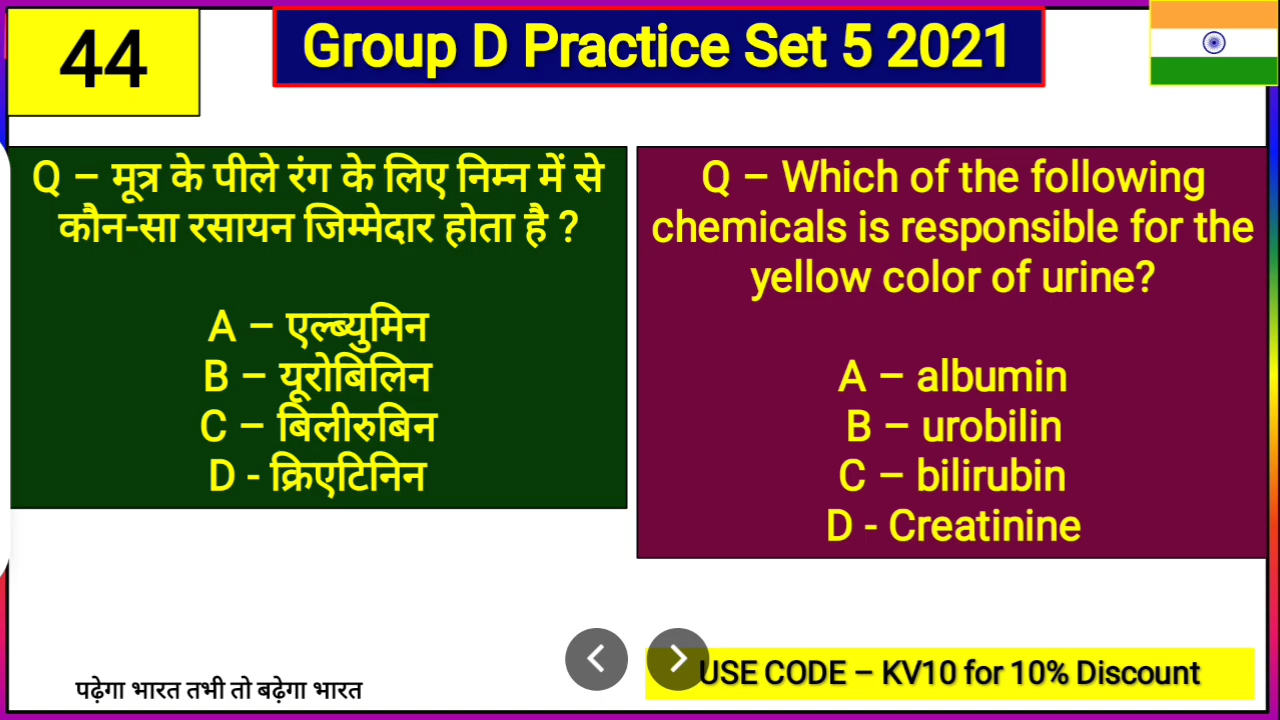 44
Group D Practice Set 5 2021
Q – मूत्र के पीले रंग के लिए निम्न में से
कौन-सा रसायन जिम्मेदार होता है ?
A – एल्ब्युमिन
B – यूरोबिलिन
C – बिलीरुबिन
D - क्रिएटिनिन
Q – Which of the following
chemicals is responsible for the
yellow color of urine?
A – albumin
B – urobilin
C – bilirubin
D - Creatinine
पढ़ेगा भारत तभी तो बढ़ेगा भारत
USE CODE – KV10 for 10% Discount